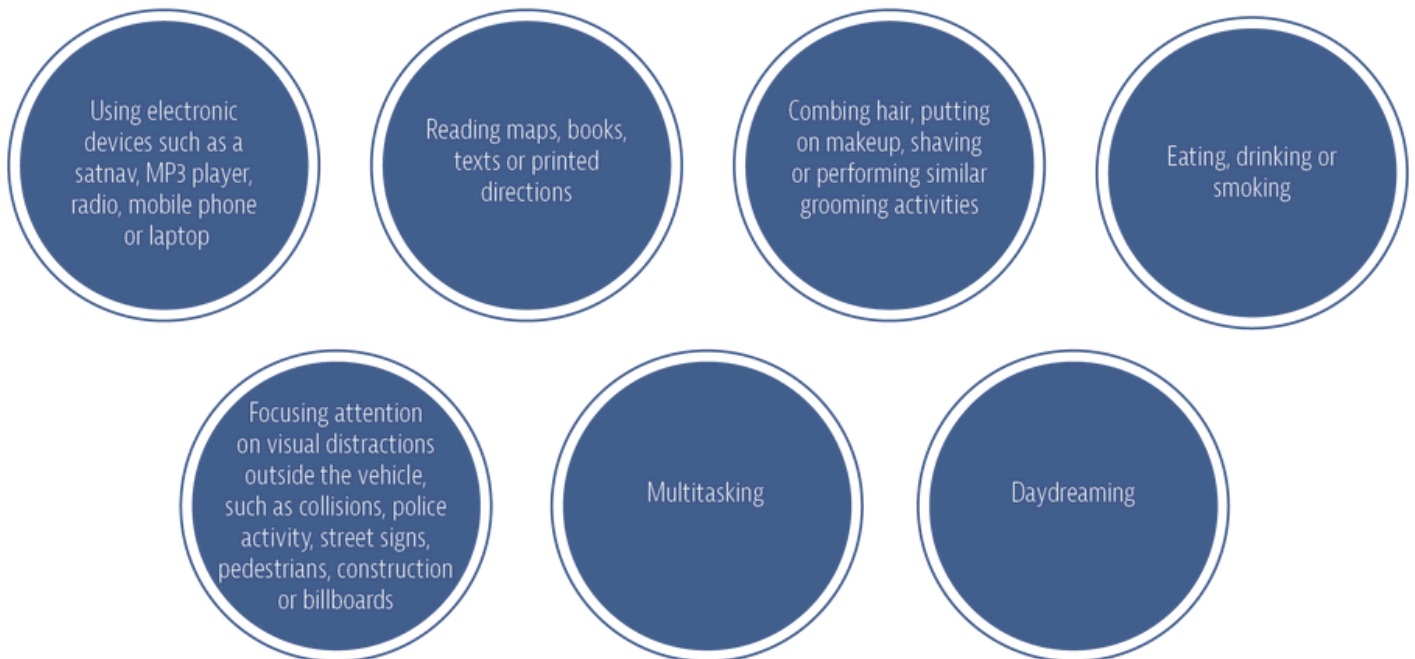 Using electronic
devices such as a
satnav, MP3 player,
radio, mobile phone
or laptop
Reading maps, books,
texts or printed
directions
Combing hair, putting
on makeup, shaving
or performing similar
grooming activities
Eating, drinking or
smoking
Focusing attention
on visual distractions
outside the vehicle,
such as collisions, police
activity, street signs,
pedestrians, construction
or billboards
Multitasking
Daydreaming